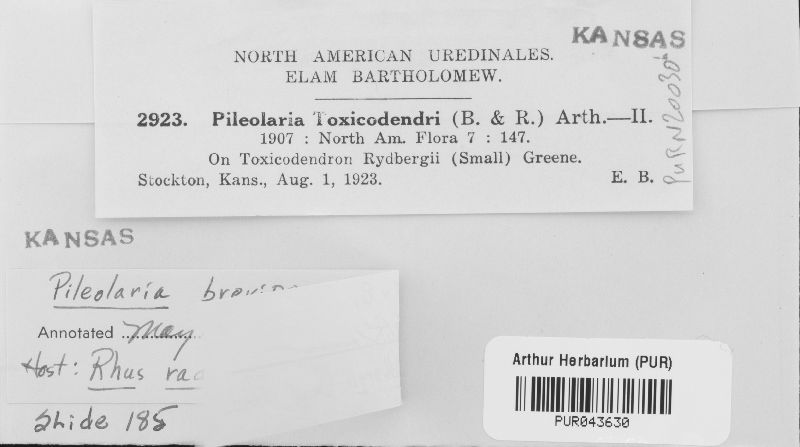 KANSAS
NORTH AMERICAN UREDINALES.
ELAM BARTHOLOMEW.
2923. Pileolaria Toxicodendri (B. & R.) Arth.—II.
1907 : North Am. Flora 7 : 147.
On Toxicodendron Rydbergii (Small) Greene.
Stockton, Kans., Aug. 1, 1923.
E. B.
PURN20030
KANSAS
Pileolaria
Annotated May
Host: Rhus
Slide 185
Arthur Herbarium (PUR)
PUR043630